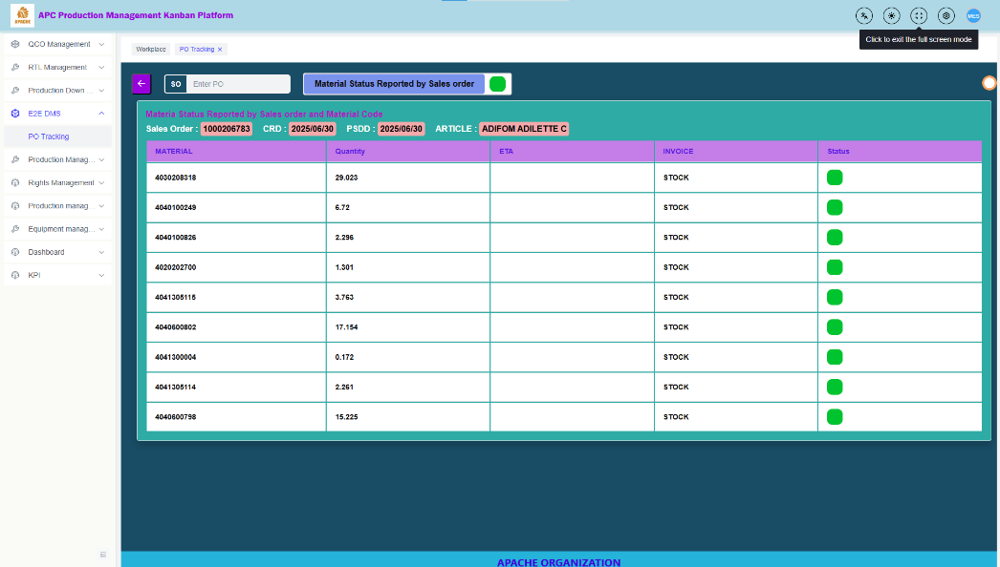 APACHE
APC Production Management Kanban Platform
MES
Click to exit the full screen mode
QCO Management
RTL Management
Production Down ...
E2E DMS
PO Tracking
Production Manag...
Rights Management
Production manag...
Equipment manag...
Dashboard
KPI
Workplace
PO Tracking ×
SO
Enter PO
Material Status Reported by Sales order
Materia Status Reported by Sales order and Material Code
Sales Order : 1000206783 CRD : 2025/06/30 PSDD : 2025/06/30 ARTICLE : ADIFOM ADILETTE C
MATERIAL Quantity ETA INVOICE Status
4030208318 29.023 STOCK
4040100249 6.72 STOCK
4040100826 2.296 STOCK
4020202700 1.301 STOCK
4041305115 3.763 STOCK
4040600802 17.154 STOCK
4041300004 0.172 STOCK
4041305114 2.261 STOCK
4040600798 15.225 STOCK
APACHE ORGANIZATION